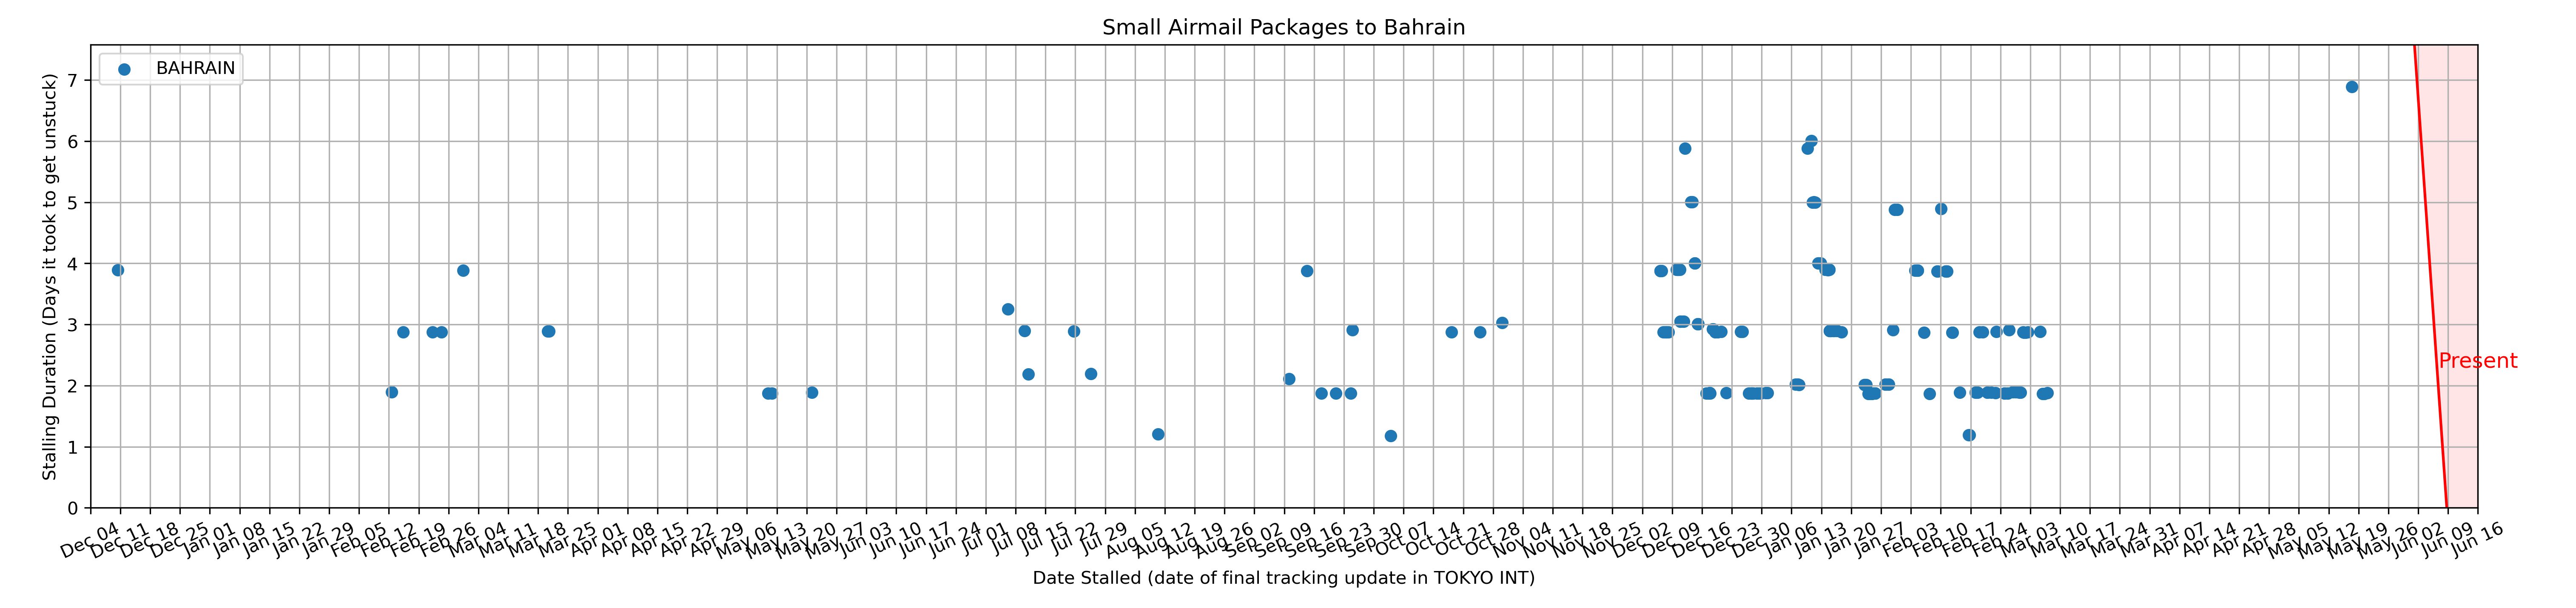 Small Airmail Packages to Bahrain
BAHRAIN
Stalling Duration (Days it took to get unstuck)
7
6
5
4
3
2
1
0
Present
Dec 04 Dec 11 Dec 18 Dec 25 Jan 01 Jan 08 Jan 15 Jan 22 Jan 29 Feb 05 Feb 12 Feb 19 Feb 26 Mar 04 Mar 11 Mar 18 Mar 25 Apr 01 Apr 08 Apr 15 Apr 22 Apr 29 May 06 May 13 May 20 May 27 Jun 03 Jun 10 Jun 17 Jun 24 Jul 01 Jul 08 Jul 15 Jul 22 Jul 29 Aug 05 Aug 12 Aug 19 Aug 26 Sep 02 Sep 09 Sep 16 Sep 23 Sep 30 Oct 07 Oct 14 Oct 21 Oct 28 Nov 04 Nov 11 Nov 18 Nov 25 Dec 02 Dec 09 Dec 16 Dec 23 Dec 30 Jan 06 Jan 13 Jan 20 Jan 27 Feb 03 Feb 10 Feb 17 Feb 24 Mar 03 Mar 10 Mar 17 Mar 24 Mar 31 Apr 07 Apr 14 Apr 21 Apr 28 May 05 May 12 May 19 May 26 Jun 02 Jun 09 Jun 16
Date Stalled (date of final tracking update in TOKYO INT)